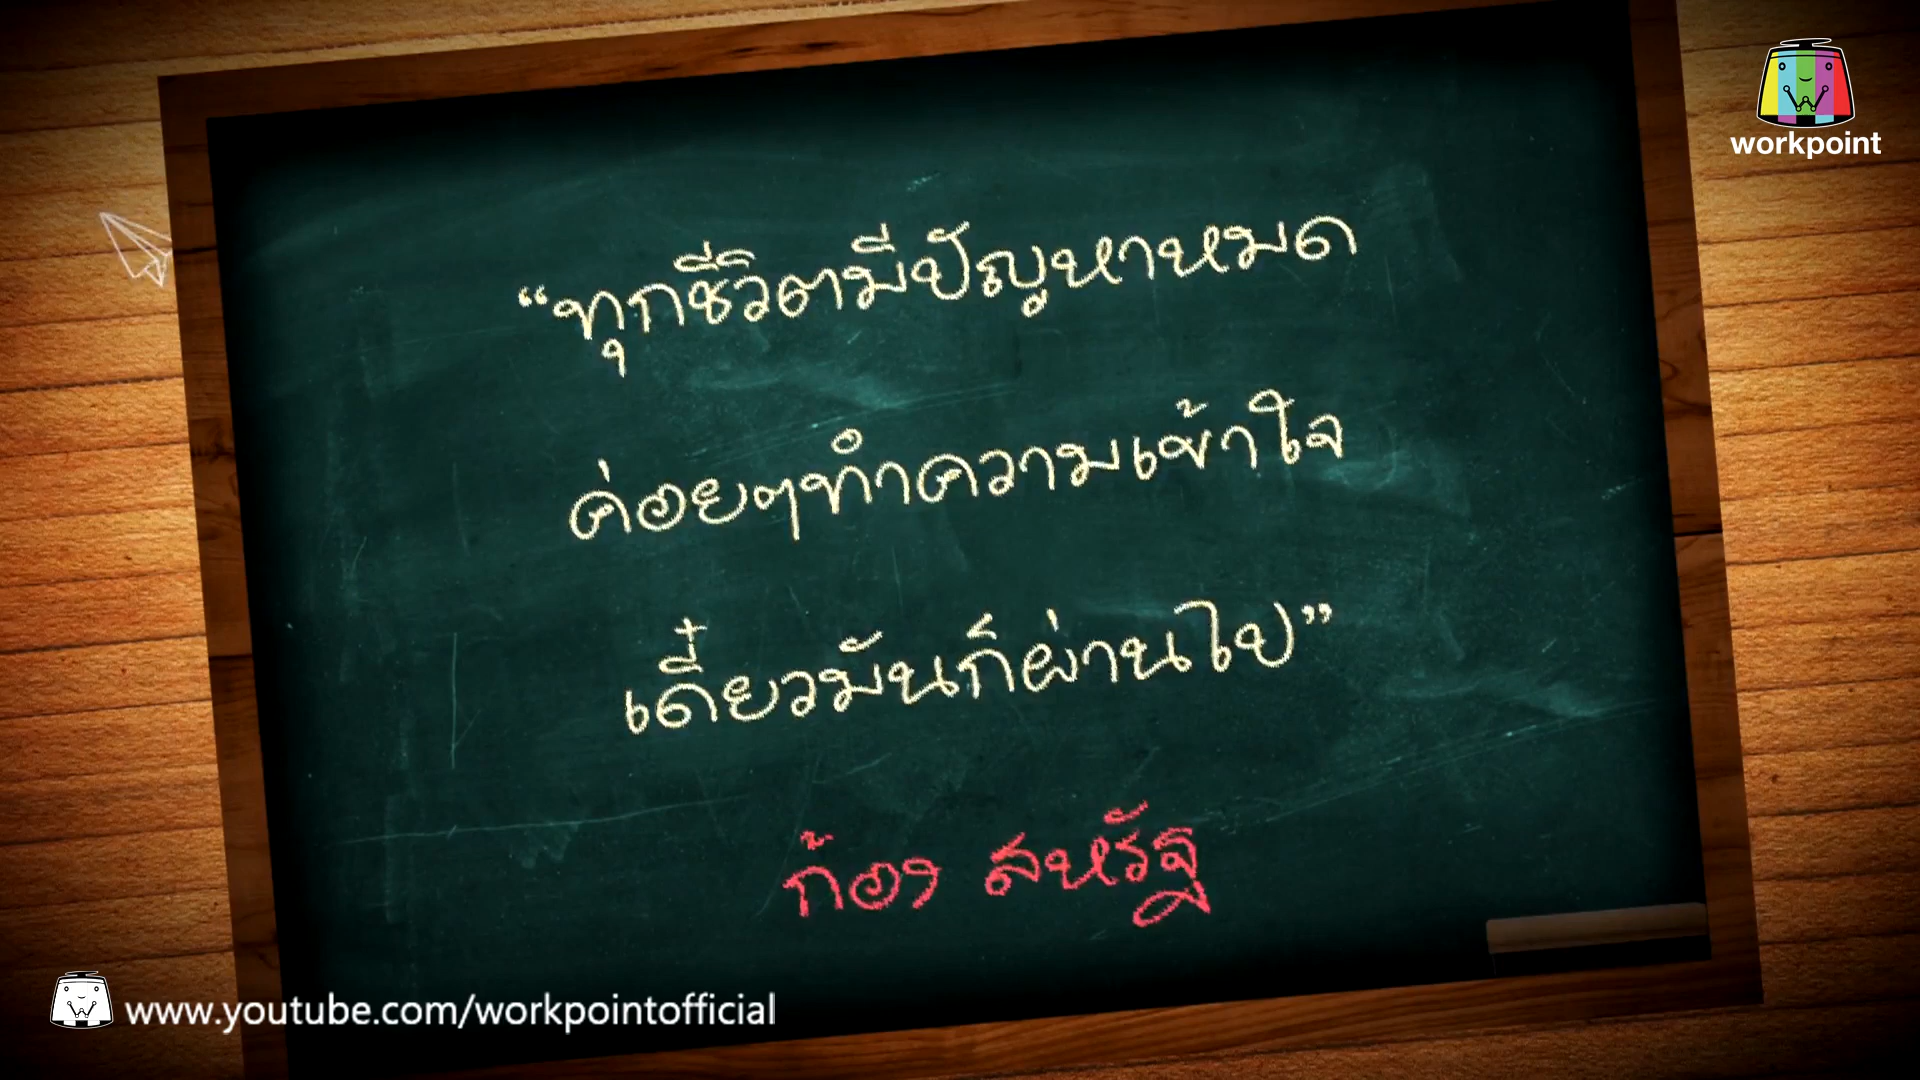 workpoint
“ทุกชีวิตมีปัญหาหมด
ค่อยๆทำความเข้าใจ
เดี๋ยวมันก็ผ่านไป”
ก้อง สหรัฐ
www.youtube.com/workpointofficial